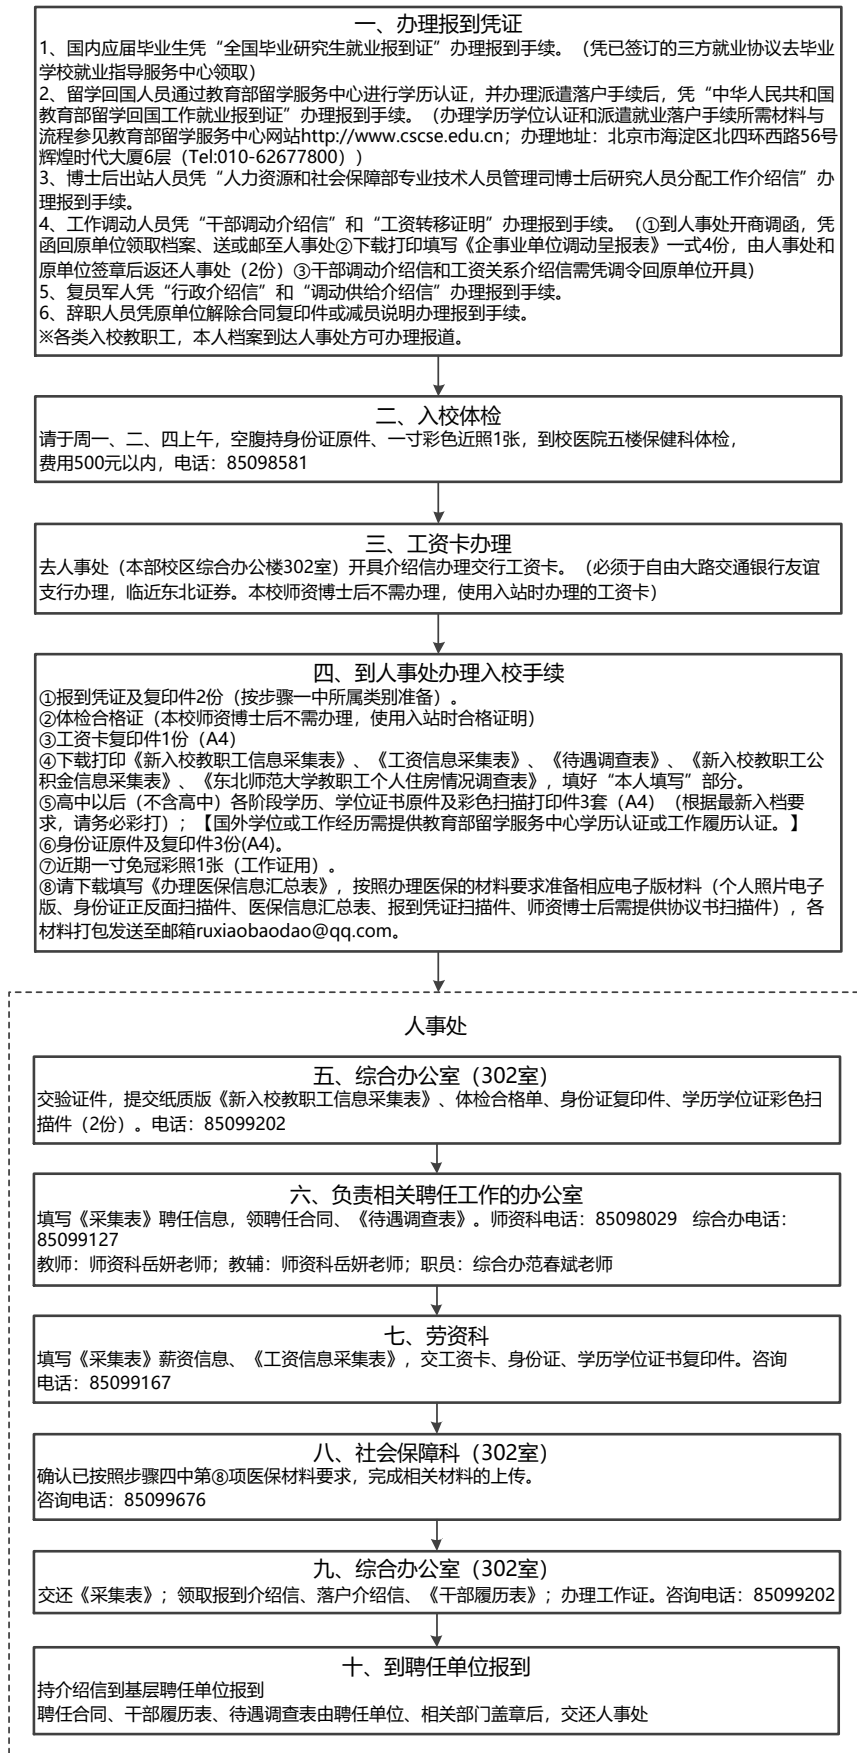 一、办理报到凭证
1、国内应届毕业生凭“全国毕业研究生就业报到证”办理报到手续。（凭已签订的三方就业协议去毕业
学校就业指导服务中心领取）
2、留学回国人员通过教育部留学服务中心进行学历认证，并办理派遣落户手续后，凭“中华人民共和国
教育部留学回国工作就业报到证”办理报到手续。（办理学历学位认证和派遣就业落户手续所需材料与
流程参见教育部留学服务中心网站http://www.cscse.edu.cn；办理地址：北京市海淀区北四环西路56号
辉煌时代大厦6层（Tel:010-62677800））
3、博士后出站人员凭“人力资源和社会保障部专业技术人员管理司博士后研究人员分配工作介绍信”办
理报到手续。
4、工作调动人员凭“干部调动介绍信”和“工资转移证明”办理报到手续。（①到人事处开商调函，凭
函回原单位领取档案、送或邮至人事处②下载打印填写《企事业单位调动呈报表》一式4份，由人事处和
原单位签章后返还人事处（2份）③干部调动介绍信和工资关系介绍信需凭调令回原单位开具）
5、复员军人凭“行政介绍信”和“调动供给介绍信”办理报到手续。
6、辞职人员凭原单位解除合同复印件或减员说明办理报到手续。
※各类入校教职工，本人档案到达人事处方可办理报道。
二、入校体检
请于周一、二、四上午，空腹持身份证原件、一寸彩色近照1张，到校医院五楼保健科体检，
费用500元以内，电话：85098581
三、工资卡办理
去人事处（本部校区综合办公楼302室）开具介绍信办理交行工资卡。（必须于自由大路交通银行友谊
支行办理，临近东北证券。本校师资博士后不需办理，使用入站时办理的工资卡）
四、到人事处办理入校手续
①报到凭证及复印件2份（按步骤一中所属类别准备）。
②体检合格证（本校师资博士后不需办理，使用入站时合格证明）
③工资卡复印件1份（A4）
④下载打印《新入校教职工信息采集表》、《工资信息采集表》、《待遇调查表》、《新入校教职工公
积金信息采集表》、《东北师范大学教职工个人住房情况调查表》，填好“本人填写”部分。
⑤高中以后（不含高中）各阶段学历、学位证书原件及彩色扫描打印件3套（A4）（根据最新入档要
求，请务必彩打）；【国外学位或工作经历需提供教育部留学服务中心学历认证或工作履历认证。】
⑥身份证原件及复印件3份(A4)。
⑦近期一寸免冠彩照1张（工作证用）。
⑧请下载填写《办理医保信息汇总表》，按照办理医保的材料要求准备相应电子版材料（个人照片电子
版、身份证正反面扫描件、医保信息汇总表、报到凭证扫描件、师资博士后需提供协议书扫描件），各
材料打包发送至邮箱ruxiaobaodao@qq.com。
人事处
五、综合办公室（302室）
交验证件，提交纸质版《新入校教职工信息采集表》、体检合格单、身份证复印件、学历学位证彩色扫
描件（2份）。电话：85099202
六、负责相关聘任工作的办公室
填写《采集表》聘任信息，领聘任合同、《待遇调查表》。师资科电话：85098029 综合办电话：
85099127
教师：师资科岳妍老师；教辅：师资科岳妍老师；职员：综合办范春斌老师
七、劳资科
填写《采集表》薪资信息、《工资信息采集表》，交工资卡、身份证、学历学位证书复印件。咨询
电话：85099167
八、社会保障科（302室）
确认已按照步骤四中第⑧项医保材料要求，完成相关材料的上传。
咨询电话：85099676
九、综合办公室（302室）
交还《采集表》；领取报到介绍信、落户介绍信、《干部履历表》；办理工作证。咨询电话：85099202
十、到聘任单位报到
持介绍信到基层聘任单位报到
聘任合同、干部履历表、待遇调查表由聘任单位、相关部门盖章后，交还人事处